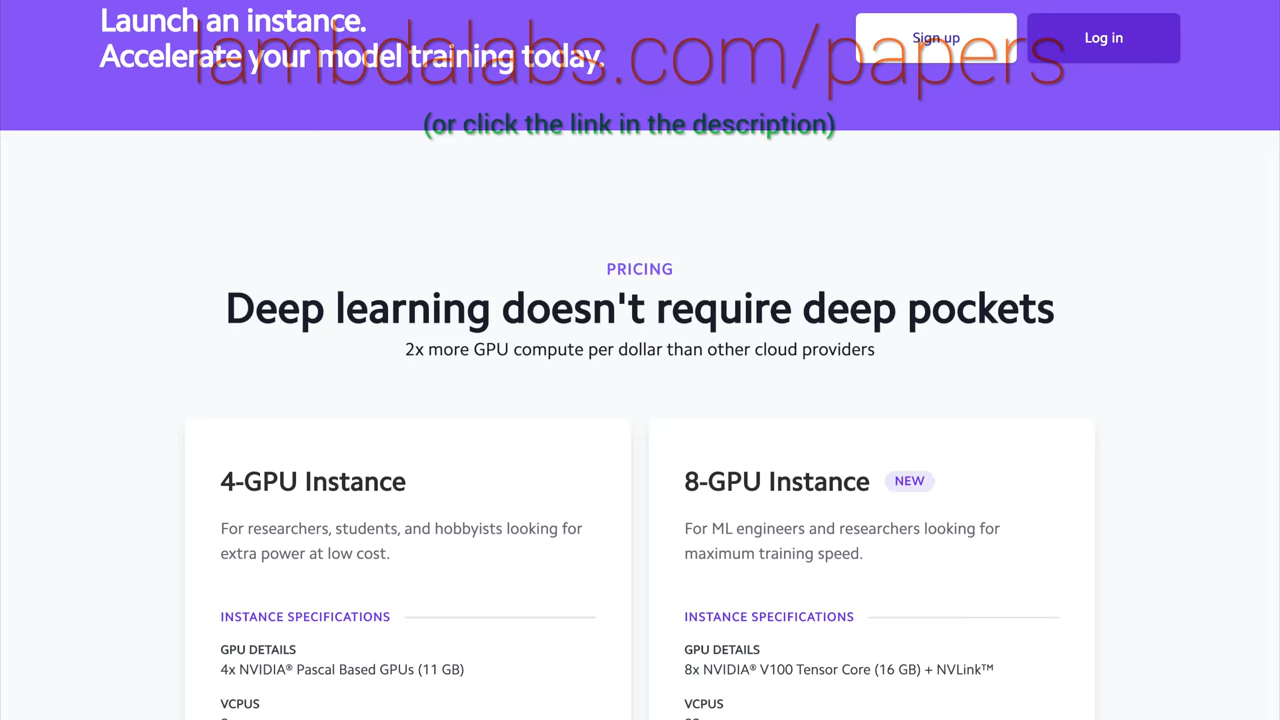 Launch an instance.
Accelerate your model training today.
Sign up
Log in
lambdalabs.com/papers
(or click the link in the description)
PRICING
Deep learning doesn't require deep pockets
2x more GPU compute per dollar than other cloud providers
4-GPU Instance
For researchers, students, and hobbyists looking for
extra power at low cost.
INSTANCE SPECIFICATIONS
GPU DETAILS
4x NVIDIA® Pascal Based GPUs (11 GB)
VCPUS
8-GPU Instance NEW
For ML engineers and researchers looking for
maximum training speed.
INSTANCE SPECIFICATIONS
GPU DETAILS
8x NVIDIA® V100 Tensor Core (16 GB) + NVLink™
VCPUS